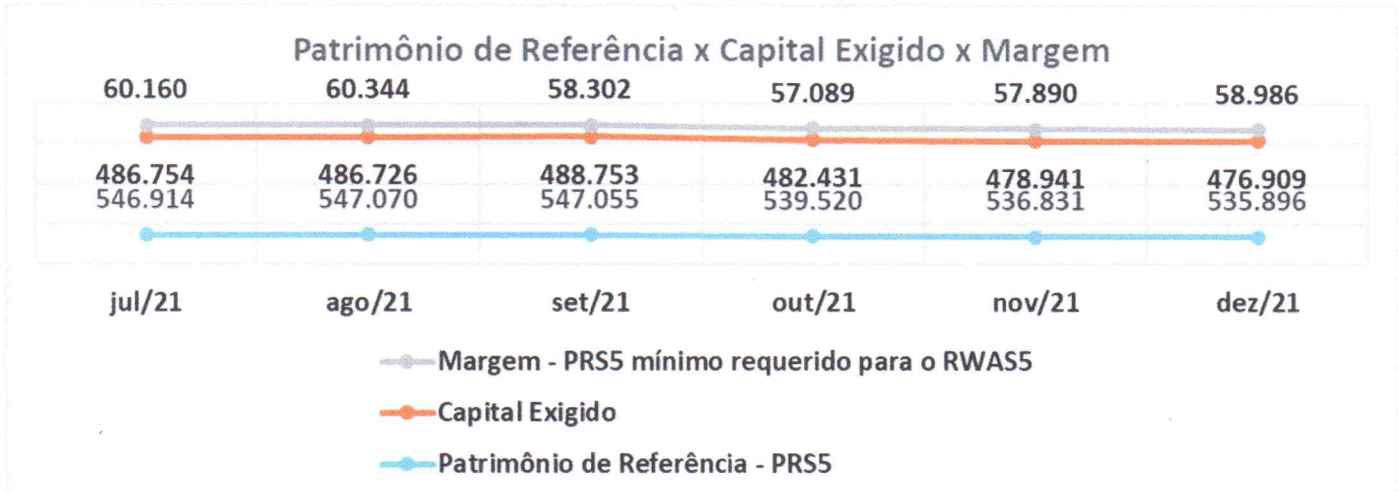 Patrimônio de Referência x Capital Exigido x Margem
60.160 60.344 58.302 57.089 57.890 58.986
486.754 486.726 488.753 482.431 478.941 476.909
546.914 547.070 547.055 539.520 536.831 535.896
jul/21 ago/21 set/21 out/21 nov/21 dez/21
Margem - PRS5 mínimo requerido para o RWAS5
Capital Exigido
Patrimônio de Referência - PRS5